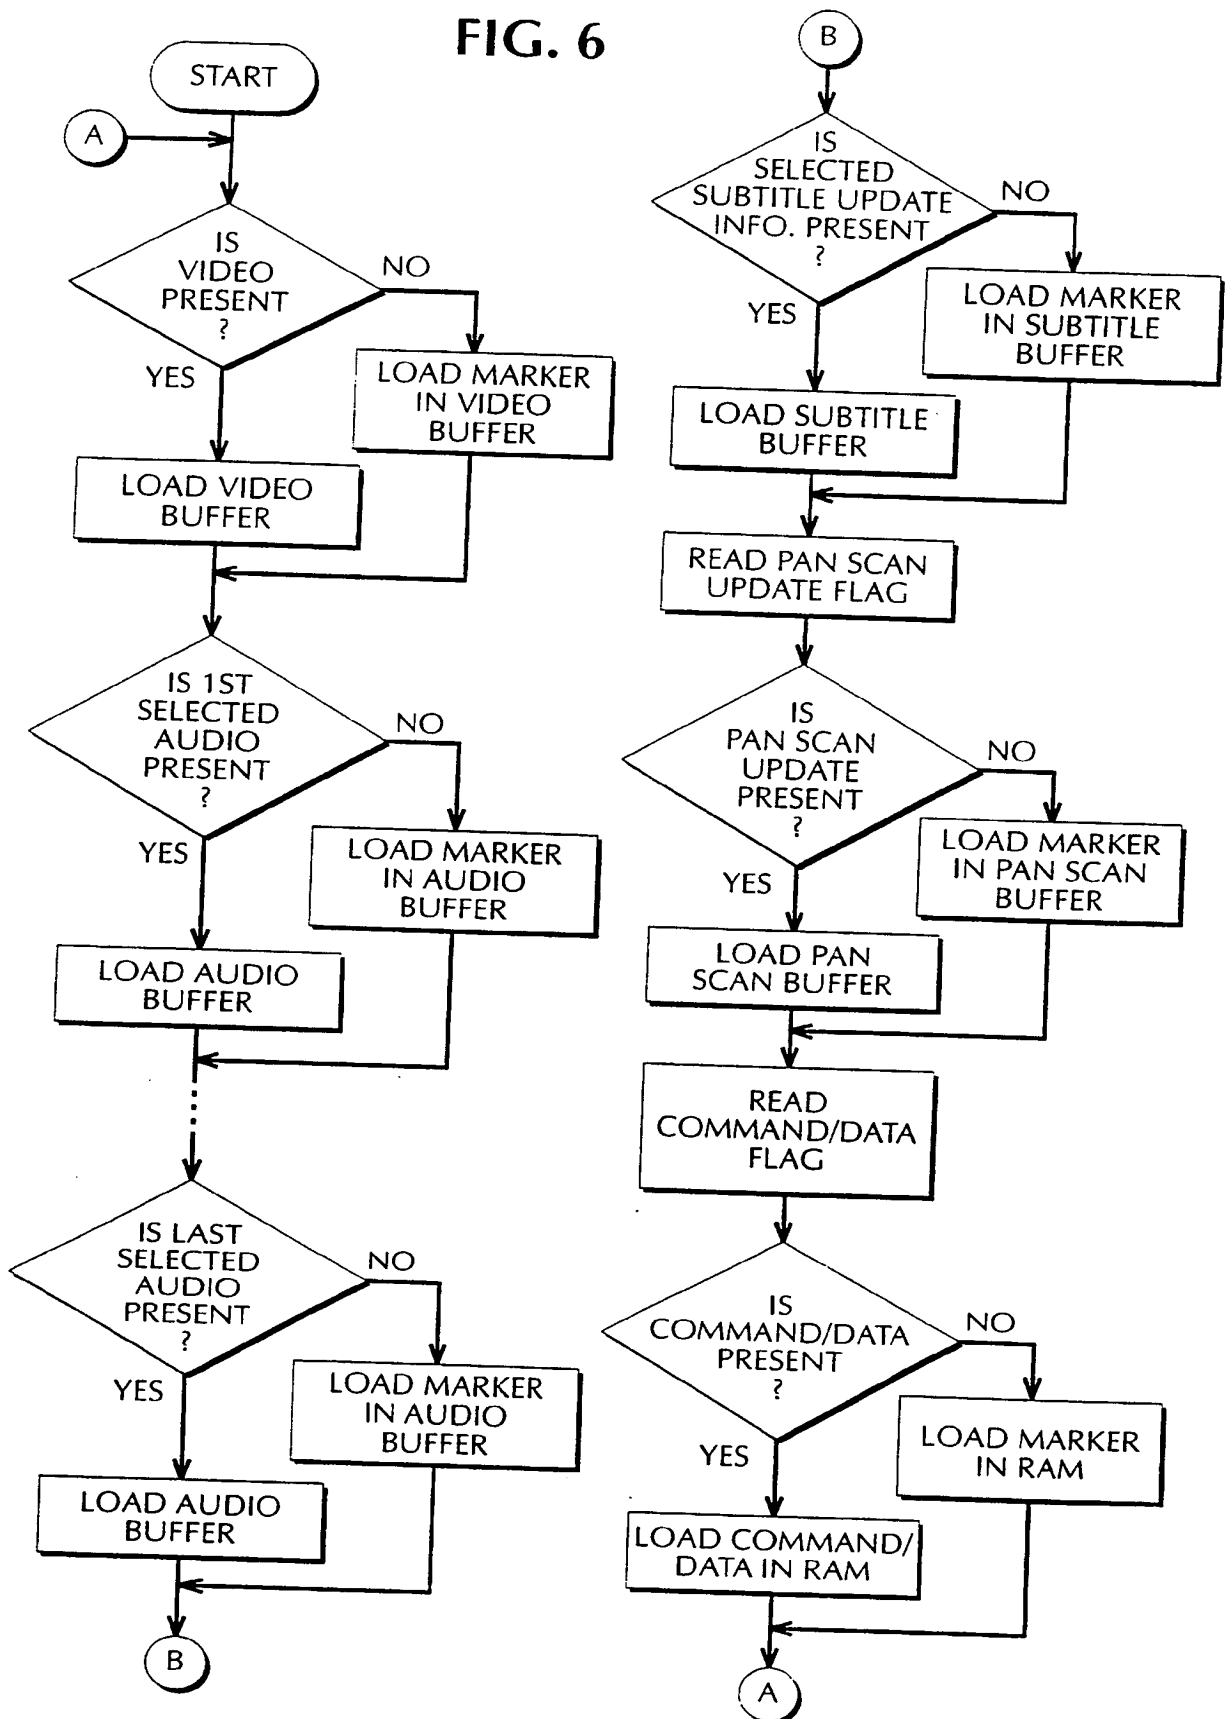 FIG. 6
START
A
IS
VIDEO
PRESENT
?
NO
YES
LOAD MARKER
IN VIDEO
BUFFER
LOAD VIDEO
BUFFER
IS 1ST
SELECTED
AUDIO
PRESENT
?
NO
YES
LOAD MARKER
IN AUDIO
BUFFER
LOAD AUDIO
BUFFER
IS LAST
SELECTED
AUDIO
PRESENT
?
NO
YES
LOAD MARKER
IN AUDIO
BUFFER
LOAD AUDIO
BUFFER
B
B
IS
SELECTED
SUBTITLE UPDATE
INFO. PRESENT
?
NO
YES
LOAD MARKER
IN SUBTITLE
BUFFER
LOAD SUBTITLE
BUFFER
READ PAN SCAN
UPDATE FLAG
IS
PAN SCAN
UPDATE
PRESENT
?
NO
YES
LOAD MARKER
IN PAN SCAN
BUFFER
LOAD PAN
SCAN BUFFER
READ
COMMAND/DATA
FLAG
IS
COMMAND/DATA
PRESENT
?
NO
YES
LOAD MARKER
IN RAM
LOAD COMMAND/
DATA IN RAM
A